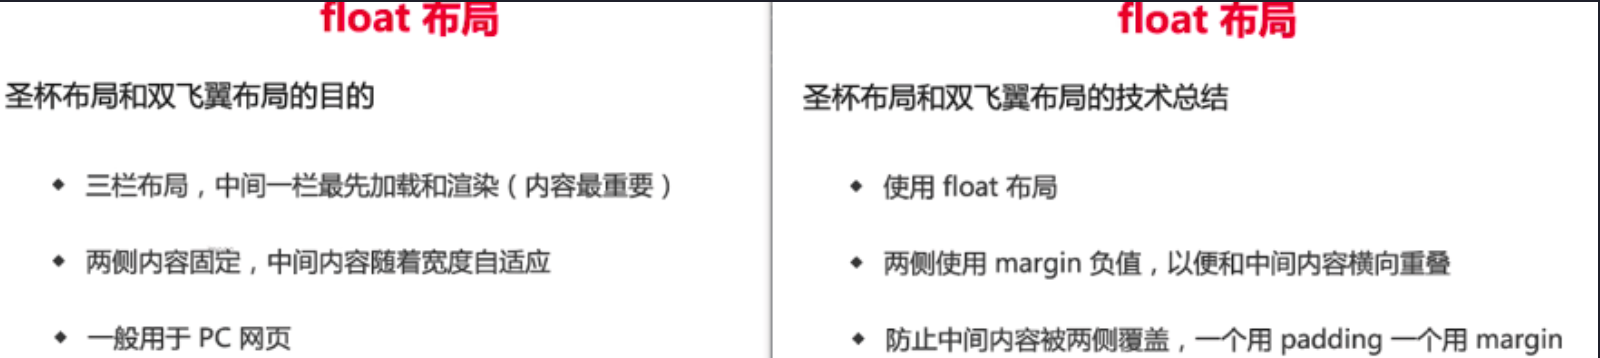 float 布局
圣杯布局和双飞翼布局的目的
三栏布局，中间一栏最先加载和渲染（内容最重要）
两侧内容固定，中间内容随着宽度自适应
一般用于 PC 网页
float 布局
圣杯布局和双飞翼布局的技术总结
使用 float 布局
两侧使用 margin 负值，以便和中间内容横向重叠
防止中间内容被两侧覆盖，一个用 padding 一个用 margin